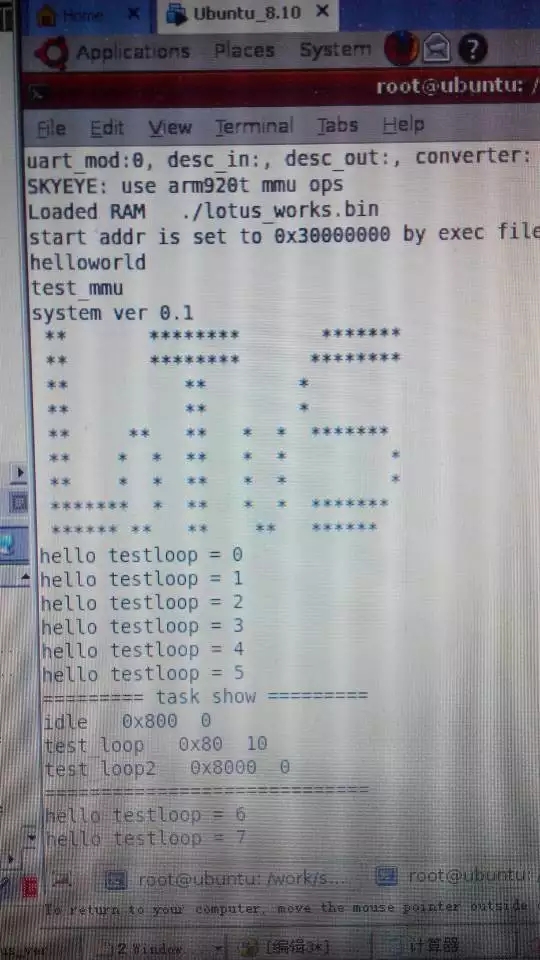 Home Ubuntu_8.10
Applications Places System
root@ubuntu: /
File Edit View Terminal Tabs Help
uart_mod:0, desc_in:, desc_out:, converter:
SKYEYE: use arm920t mmu ops
Loaded RAM ./lotus_works.bin
start addr is set to 0x30000000 by exec file
helloworld
test_mmu
system ver 0.1
** ******** *******
** ******** ********
** ** *
** ** *
** ** ** * * *******
** * * ** * * *
** * * ** * * *
******* * ** * * *******
****** ** ** ** ******
hello testloop = 0
hello testloop = 1
hello testloop = 2
hello testloop = 3
hello testloop = 4
hello testloop = 5
========= task show =========
idle 0x800 0
test_loop 0x80 10
test_loop2 0x8000 0
=============================
hello testloop = 6
hello testloop = 7
root@ubuntu: /work/s... root@ubuntu: /
To return to your computer, move the mouse pointer outside
2 Window [编辑3*] 计算器